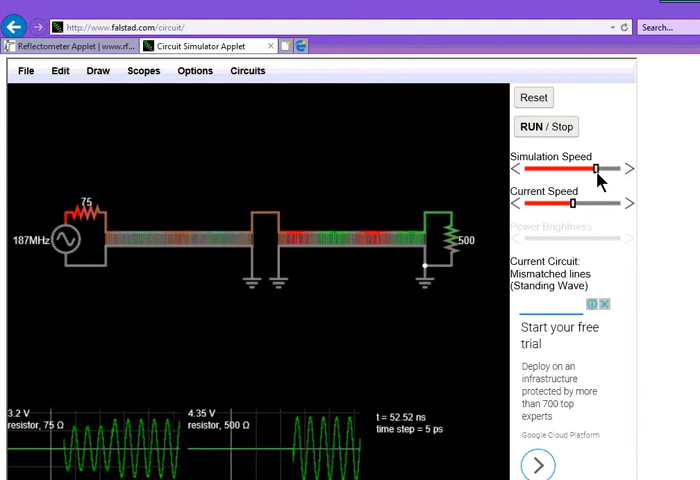 http://www.falstad.com/circuit/
Search...
Reflectometer Applet | www.rf...
Circuit Simulator Applet
File Edit Draw Scopes Options Circuits
Reset
RUN / Stop
Simulation Speed
Current Speed
Power Brightness
Current Circuit:
Mismatched lines
(Standing Wave)
75
187MHz
500
Start your free
trial
Deploy on an
infrastructure
protected by more
than 700 top
experts
Google Cloud Platform
3.2 V
resistor, 75 Ω
4.35 V
resistor, 500 Ω
t = 52.52 ns
time step = 5 ps